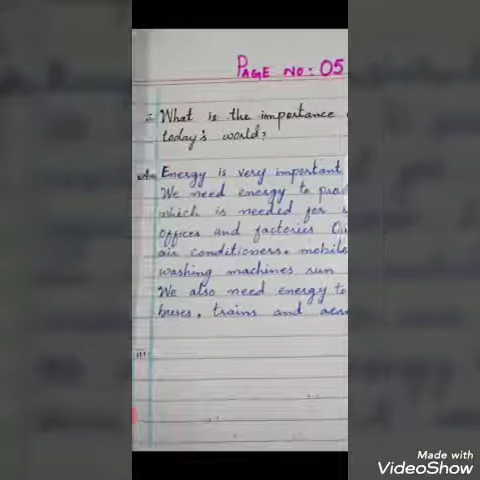 PAGE NO: 05
:- What is the importance
today's world?
Energy is very important
We need energy to prod
which is needed for
offices and factories
air conditioners. mobile
washing machines run
We also need energy to
buses, trains and aer
Made with
VideoShow